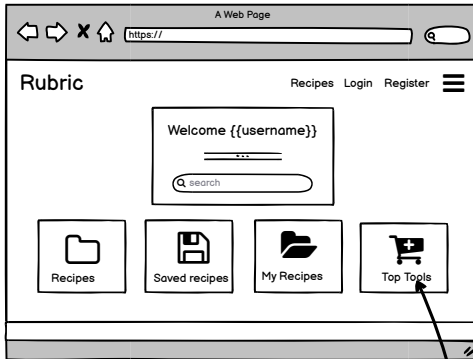 A Web Page
https://
Rubric
Recipes Login Register
Welcome {{username}}
search
Recipes
Saved recipes
My Recipes
Top Tools